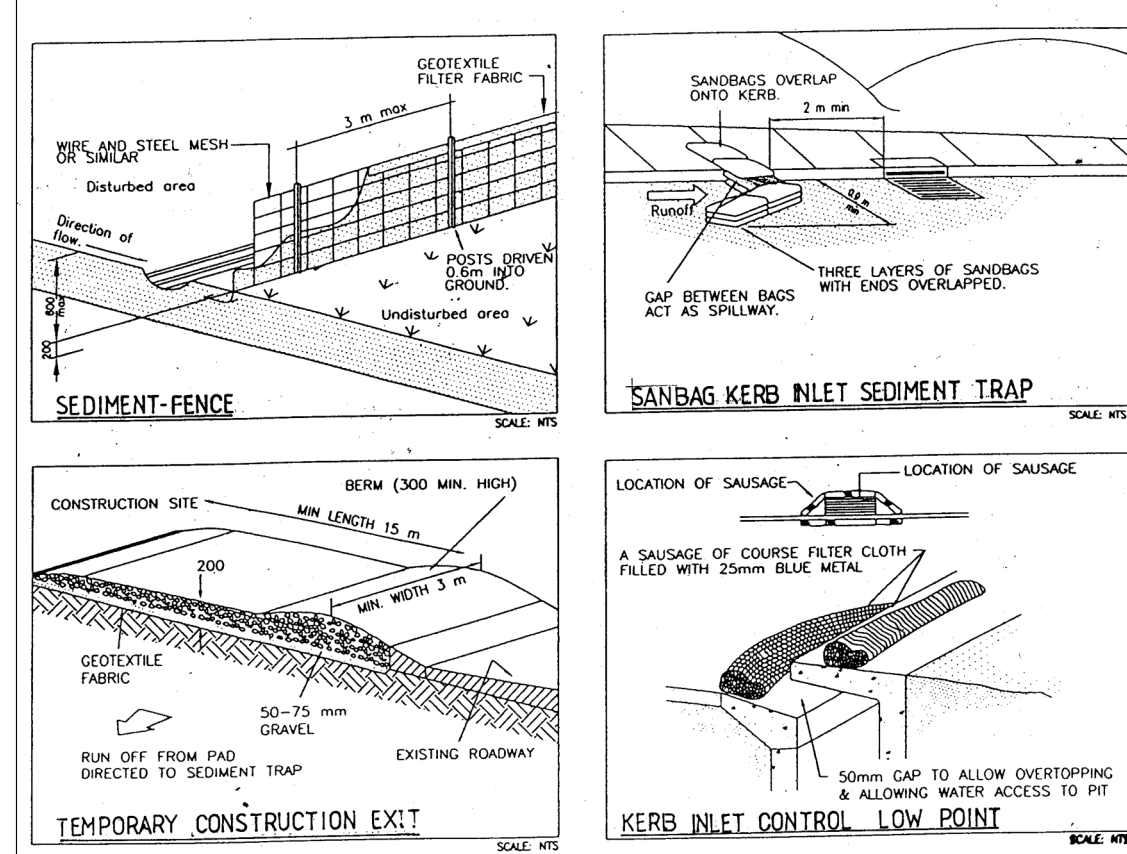 GEOTEXTILE
FILTER FABRIC
3 m max
WIRE AND STEEL MESH
OR SIMILAR
Disturbed area
Direction of
flow.
POSTS DRIVEN
0.6m INTO
GROUND.
Undisturbed area
600
max
200
SEDIMENT-FENCE
SCALE: NTS
SANDBAGS OVERLAP
ONTO KERB.
2 m min
Runoff
0.9 m
min
THREE LAYERS OF SANDBAGS
WITH ENDS OVERLAPPED.
GAP BETWEEN BAGS
ACT AS SPILLWAY.
SANBAG KERB INLET SEDIMENT TRAP
SCALE: NTS
BERM (300 MIN. HIGH)
CONSTRUCTION SITE
MIN LENGTH 15 m
200
MIN. WIDTH 3 m
GEOTEXTILE
FABRIC
50-75 mm
GRAVEL
RUN OFF FROM PAD
DIRECTED TO SEDIMENT TRAP
EXISTING ROADWAY
TEMPORARY CONSTRUCTION EXIT
SCALE: NTS
LOCATION OF SAUSAGE
LOCATION OF SAUSAGE
A SAUSAGE OF COURSE FILTER CLOTH
FILLED WITH 25mm BLUE METAL
50mm GAP TO ALLOW OVERTOPPING
& ALLOWING WATER ACCESS TO PIT
KERB INLET CONTROL LOW POINT
SCALE: NTS